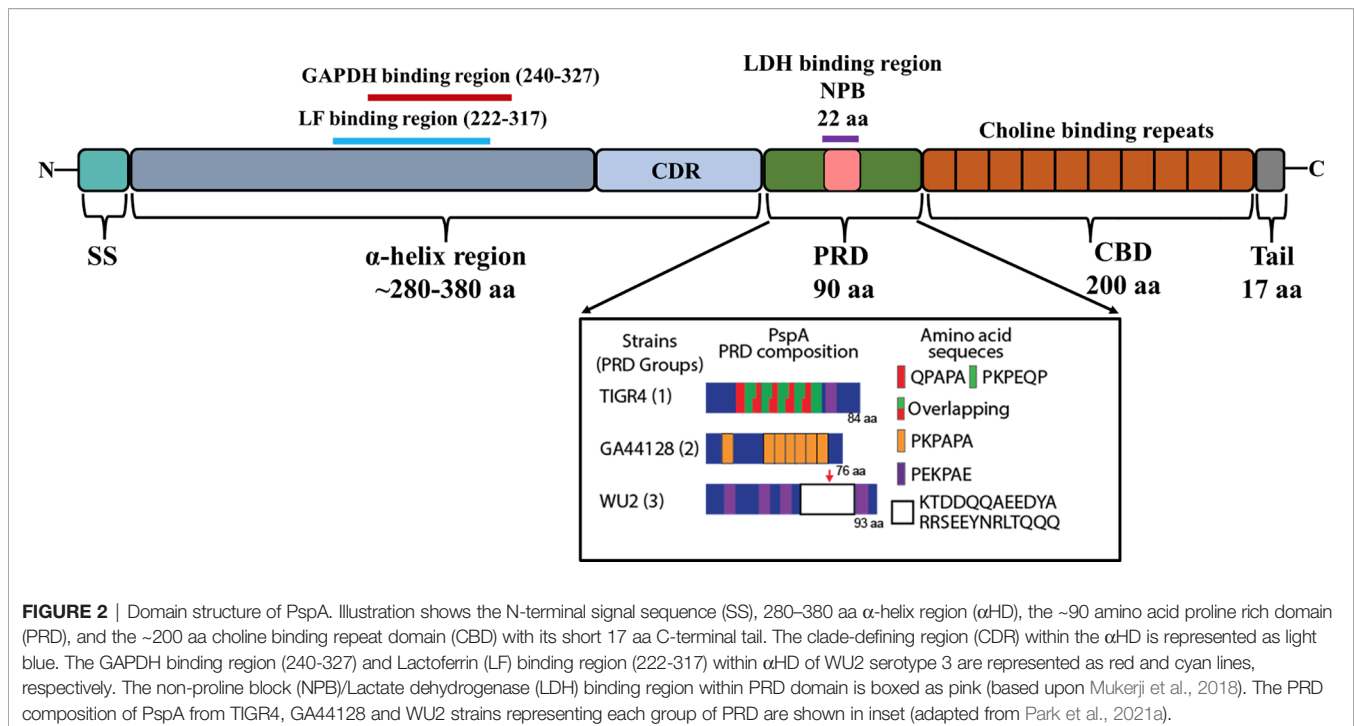 GAPDH binding region (240-327)
LF binding region (222-317)
LDH binding region
NPB
22 aa
Choline binding repeats
N
CDR
C
SS
α-helix region
~280-380 aa
PRD
90 aa
CBD
200 aa
Tail
17 aa
Strains
(PRD Groups)
PspA
PRD composition
Amino acid
sequeces
TIGR4 (1)
84 aa
GA44128 (2)
76 aa
WU2 (3)
93 aa
QPAPA PKPEQP
Overlapping
PKPAPA
PEKPAE
KTDDQQAEEDYA
RRSEEYNRLTQQQ
FIGURE 2 | Domain structure of PspA. Illustration shows the N-terminal signal sequence (SS), 280–380 aa α-helix region (αHD), the ~90 amino acid proline rich domain
(PRD), and the ~200 aa choline binding repeat domain (CBD) with its short 17 aa C-terminal tail. The clade-defining region (CDR) within the αHD is represented as light
blue. The GAPDH binding region (240-327) and Lactoferrin (LF) binding region (222-317) within αHD of WU2 serotype 3 are represented as red and cyan lines,
respectively. The non-proline block (NPB)/Lactate dehydrogenase (LDH) binding region within PRD domain is boxed as pink (based upon Mukerji et al., 2018). The PRD
composition of PspA from TIGR4, GA44128 and WU2 strains representing each group of PRD are shown in inset (adapted from Park et al., 2021a).